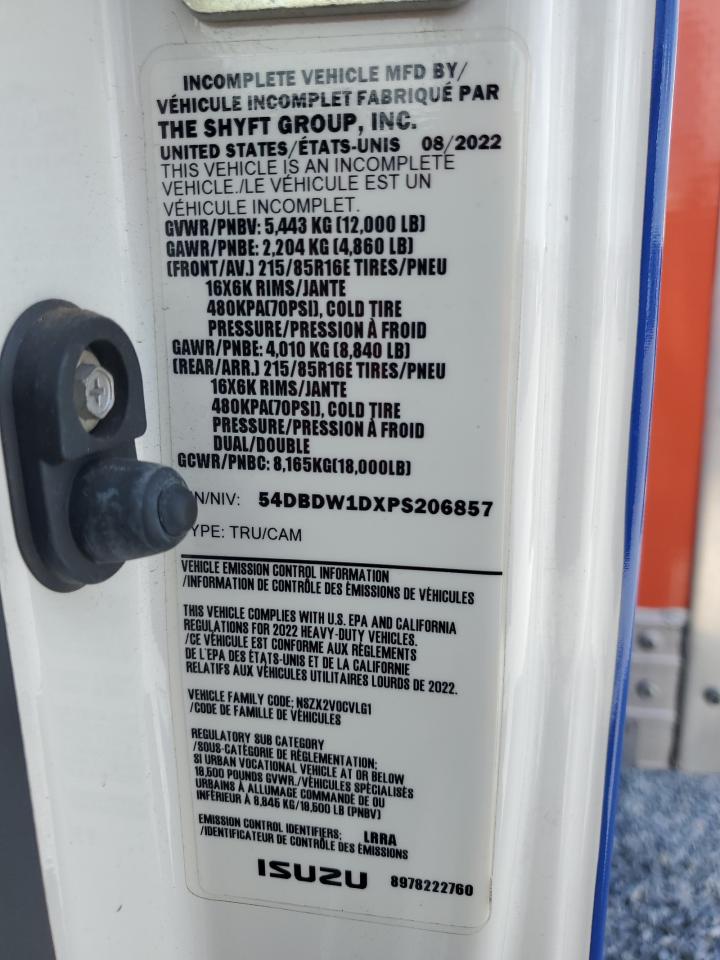 INCOMPLETE VEHICLE MFD BY/
VÉHICULE INCOMPLET FABRIQUÉ PAR
THE SHYFT GROUP, INC.
UNITED STATES/ÉTATS-UNIS 08/2022
THIS VEHICLE IS AN INCOMPLETE
VEHICLE./LE VÉHICULE EST UN
VÉHICULE INCOMPLET.
GVWR/PNBV: 5,443 KG (12,000 LB)
GAWR/PNBE: 2,204 KG (4,860 LB)
(FRONT/AV.) 215/85R16E TIRES/PNEU
16X6K RIMS/JANTE
480KPA(70PSI), COLD TIRE
PRESSURE/PRESSION À FROID
GAWR/PNBE: 4,010 KG (8,840 LB)
(REAR/ARR.) 215/85R16E TIRES/PNEU
16X6K RIMS/JANTE
480KPA(70PSI), COLD TIRE
PRESSURE/PRESSION À FROID
DUAL/DOUBLE
GCWR/PNBC: 8,165KG(18,000LB)
N/NIV: 54DBDW1DXPS206857
YPE: TRU/CAM
VEHICLE EMISSION CONTROL INFORMATION
/INFORMATION DE CONTRÔLE DES ÉMISSIONS DE VÉHICULES
THIS VEHICLE COMPLIES WITH U.S. EPA AND CALIFORNIA
REGULATIONS FOR 2022 HEAVY-DUTY VEHICLES.
/CE VÉHICULE EST CONFORME AUX RÈGLEMENTS
DE L'EPA DES ÉTATS-UNIS ET DE LA CALIFORNIE
RELATIFS AUX VÉHICULES UTILITAIRES LOURDS DE 2022.
VEHICLE FAMILY CODE: NSZX2VOCVLG1
/CODE DE FAMILLE DE VÉHICULES
REGULATORY SUB CATEGORY
/SOUS-CATÉGORIE DE RÉGLEMENTATION:
SI URBAN VOCATIONAL VEHICLE AT OR BELOW
18,500 POUNDS GVWR./VÉHICULES SPÉCIALISÉS
URBAINS À ALLUMAGE COMMANDÉ DE OU
INFÉRIEUR À 8,845 KG/19,500 LB (PNBV)
EMISSION CONTROL IDENTIFIERS: LRRA
/IDENTIFICATEUR DE CONTRÔLE DES ÉMISSIONS
ISUZU 8978222760